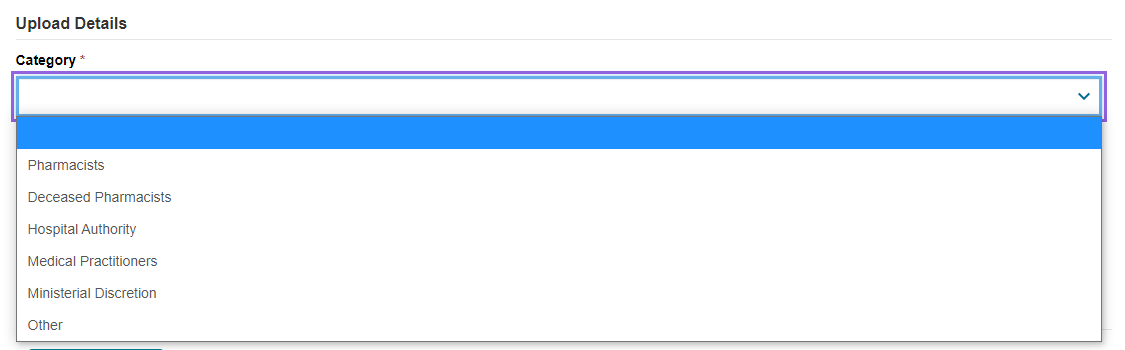 Upload Details
Category *
Pharmacists
Deceased Pharmacists
Hospital Authority
Medical Practitioners
Ministerial Discretion
Other